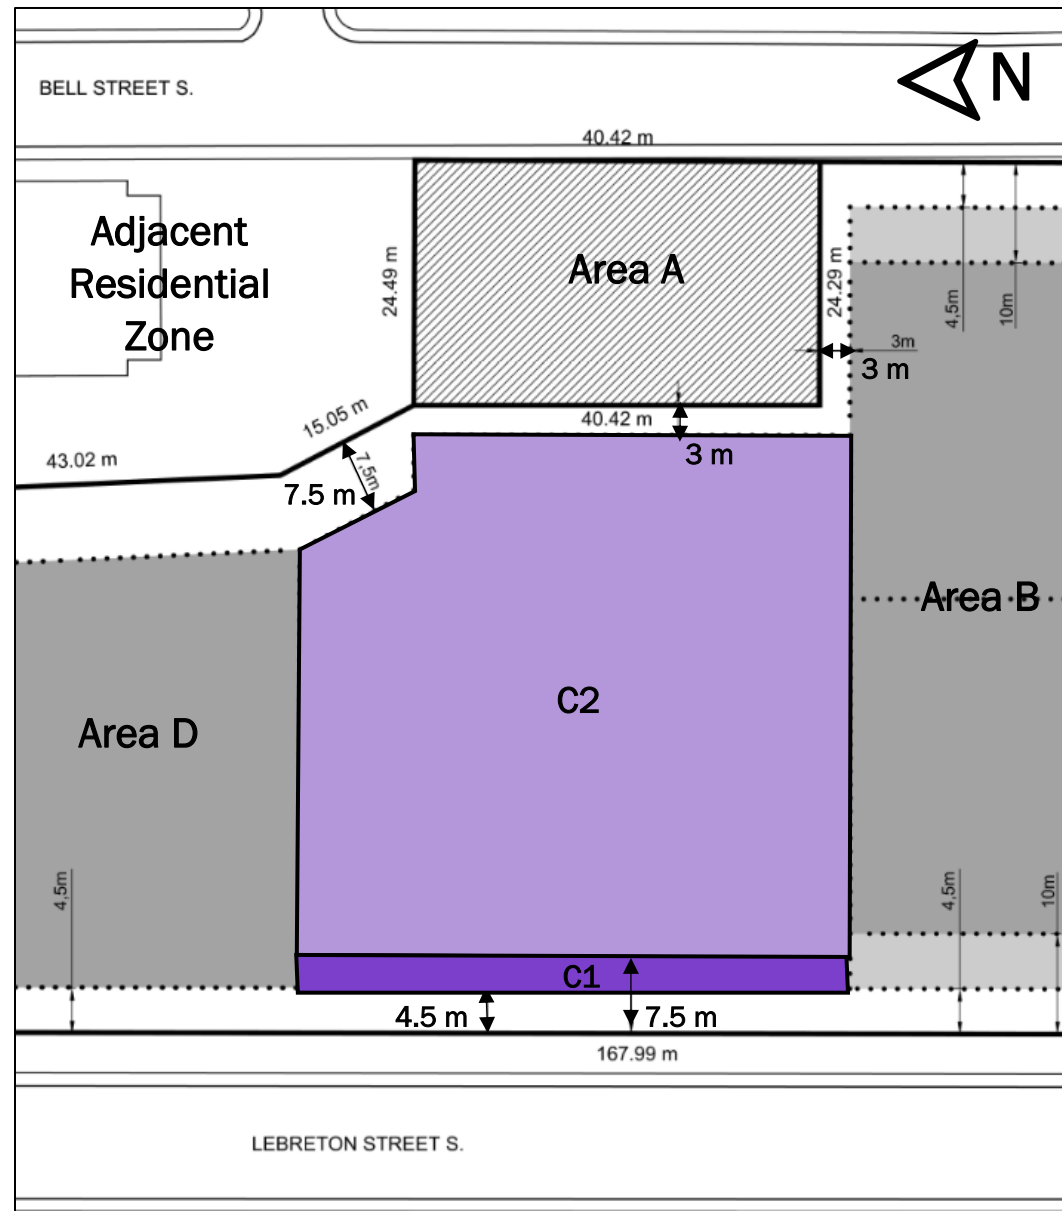 BELL STREET S.
N
40.42 m
Adjacent
Residential
Zone
24.49 m
Area A
24.29 m
4,5m
10m
3m
3 m
15.05 m
40.42 m
43.02 m
7,5m
7.5 m
3 m
Area B
C2
Area D
4,5m
4,5m
10m
C1
4.5 m
7.5 m
167.99 m
LEBRETON STREET S.